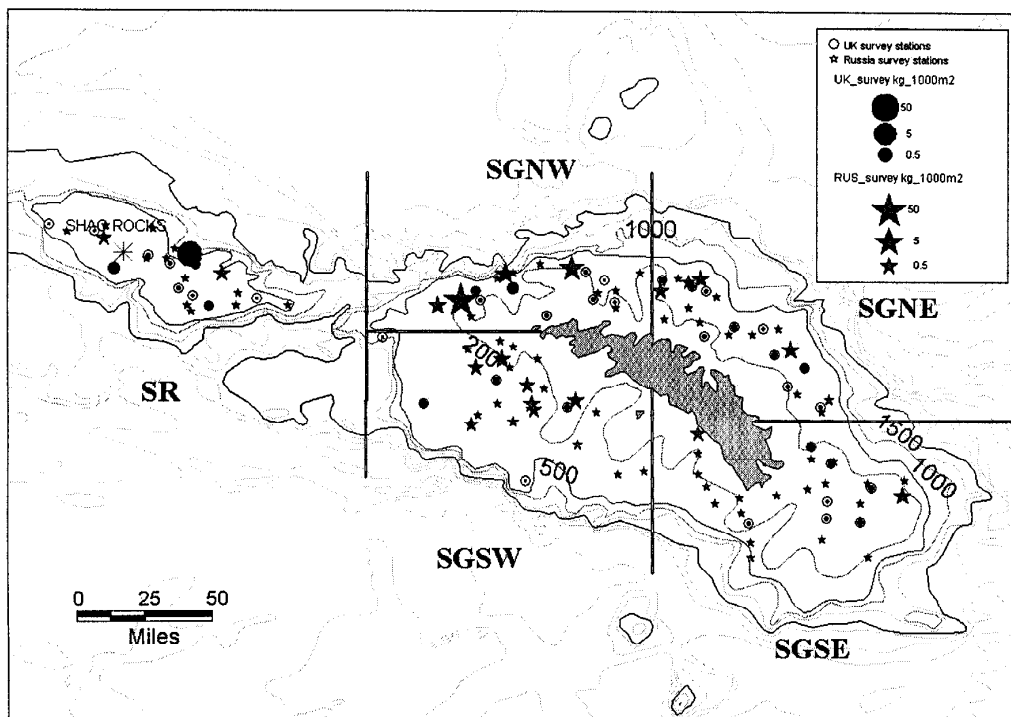 UK survey stations
Russia survey stations
UK_survey kg_1000m2
50
5
0.5
RUS_survey kg_1000m2
50
5
0.5
SGNW
SHAG ROCKS
1000
SGNE
200
SR
1500
1000
500
SGSW
0 25 50
Miles
SGSE